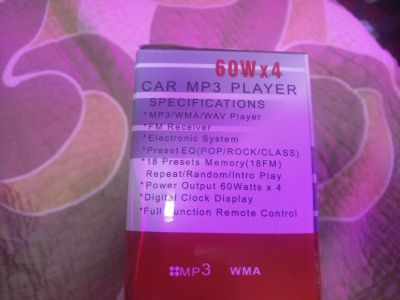 60Wx4
CAR MP3 PLAYER
SPECIFICATIONS
*MP3/WMA/WAV Player
*FM Receiver
*Electronic System
*Preset EQ(POP/ROCK/CLASS)
*18 Presets Memory(18FM)
Repeat/Random/Intro Play
*Power Output 60Watts x 4
*Digital Clock Display
*Full Function Remote Control
MP3 WMA